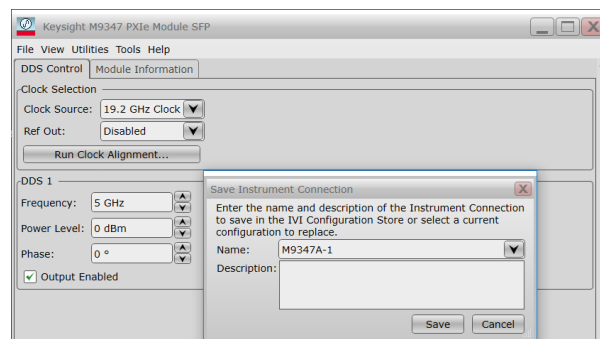 Keysight M9347 PXIe Module SFP
File View Utilities Tools Help
DDS Control Module Information
Clock Selection
Clock Source: 19.2 GHz Clock
Ref Out: Disabled
Run Clock Alignment...
DDS 1
Frequency: 5 GHz
Power Level: 0 dBm
Phase: 0 °
Output Enabled
Save Instrument Connection
Enter the name and description of the Instrument Connection
to save in the IVI Configuration Store or select a current
configuration to replace.
Name: M9347A-1
Description:
Save Cancel